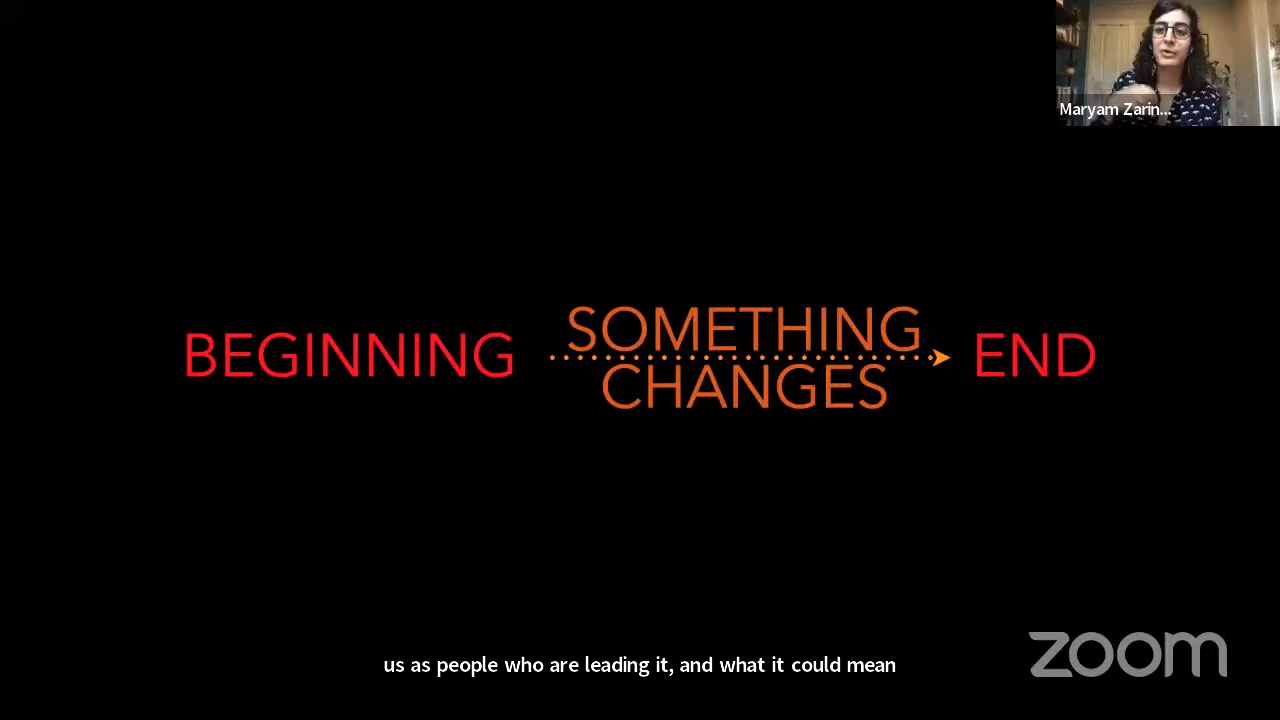 Maryam Zarin...
SOMETHING
BEGINNING
END
CHANGES
us as people who are leading it, and what it could mean
zoom